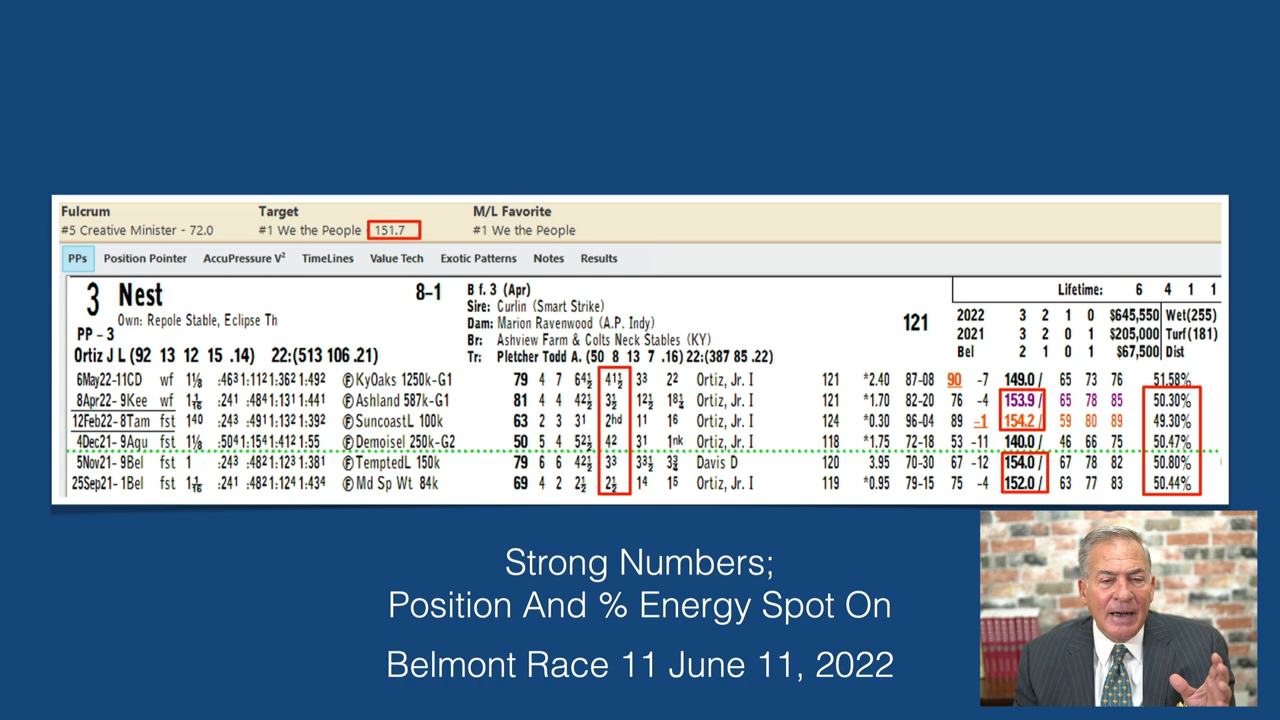 Fulcrum Target M/L Favorite
#5 Creative Minister - 72.0 #1 We the People - 151.7 #1 We the People
PPs Position Pointer AccuPressure V² TimeLines Value Tech Exotic Patterns Notes Results
3 Nest 8-1 B f. 3 (Apr) Lifetime: 6 4 1 1
Own: Repole Stable, Eclipse Th Sire: Curlin (Smart Strike) 2022 3 2 1 0 $645,550 Wet(255)
PP - 3 Dam: Marion Ravenwood (A.P. Indy) 121 2021 3 2 0 1 $205,000 Turf(181)
Br: Ashview Farm & Colts Neck Stables (KY) Bel 2 1 0 1 $67,500 Dist
Ortiz J L (92 13 12 15 .14) 22:(513 106 .21) Tr: Pletcher Todd A. (50 8 13 7 .16) 22:(387 85 .22)
6May22-11CD wf 1⅛ :463 1:112 1:362 1:492 Ⓕ KyOaks 1250k-G1 79 4 7 64½ 41½ 33 22 Ortiz, Jr. I 121 *2.40 87-08 90 -7 149.0 / 65 73 76 51.58%
8Apr22- 9Kee wf 1 1/16 :241 :484 1:131 1:441 Ⓕ Ashland 587k-G1 81 4 4 42½ 3½ 12½ 18¼ Ortiz, Jr. I 121 *1.70 82-20 76 -4 153.9 / 65 78 85 50.30%
12Feb22- 8Tam fst 140 :243 :491 1:132 1:392 Ⓕ SuncoastL 100k 63 2 3 31 2hd 11 16 Ortiz, Jr. I 124 *0.30 96-04 89 -1 154.2 / 59 80 89 49.30%
4Dec21- 9Aqu fst 1⅛ :504 1:154 1:412 1:55 Ⓕ Demoisel 250k-G2 50 5 4 52½ 42 31 1nk Ortiz, Jr. I 118 *1.75 72-18 53 -11 140.0 / 46 66 75 50.47%
5Nov21- 9Bel fst 1 :243 :482 1:123 1:381 Ⓕ TemptedL 150k 79 6 6 42½ 33 33½ 3¾ Davis D 120 3.95 70-30 67 -12 154.0 / 67 78 82 50.80%
25Sep21- 1Bel fst 1 1/16 :241 :482 1:124 1:434 Ⓕ Md Sp Wt 84k 69 4 2 2½ 2½ 14 15 Ortiz, Jr. I 119 *0.95 79-15 75 -4 152.0 / 63 77 83 50.44%
Strong Numbers;
Position And % Energy Spot On
Belmont Race 11 June 11, 2022